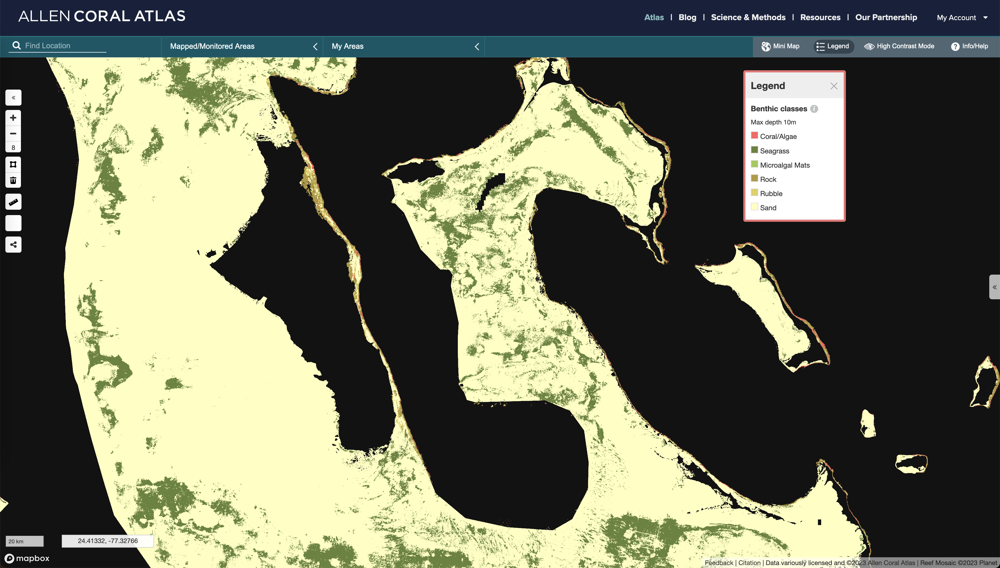 ALLEN CORAL ATLAS
Atlas | Blog | Science & Methods | Resources | Our Partnership My Account
Find Location
Mapped/Monitored Areas
My Areas
Mini Map
Legend
High Contrast Mode
Info/Help
8
Legend
Benthic classes
Max depth 10m
Coral/Algae
Seagrass
Microalgal Mats
Rock
Rubble
Sand
20 km
24.41332, -77.32766
mapbox
Feedback | Citation | Data variously licensed and ©2023 Allen Coral Atlas | Reef Mosaic ©2023 Planet